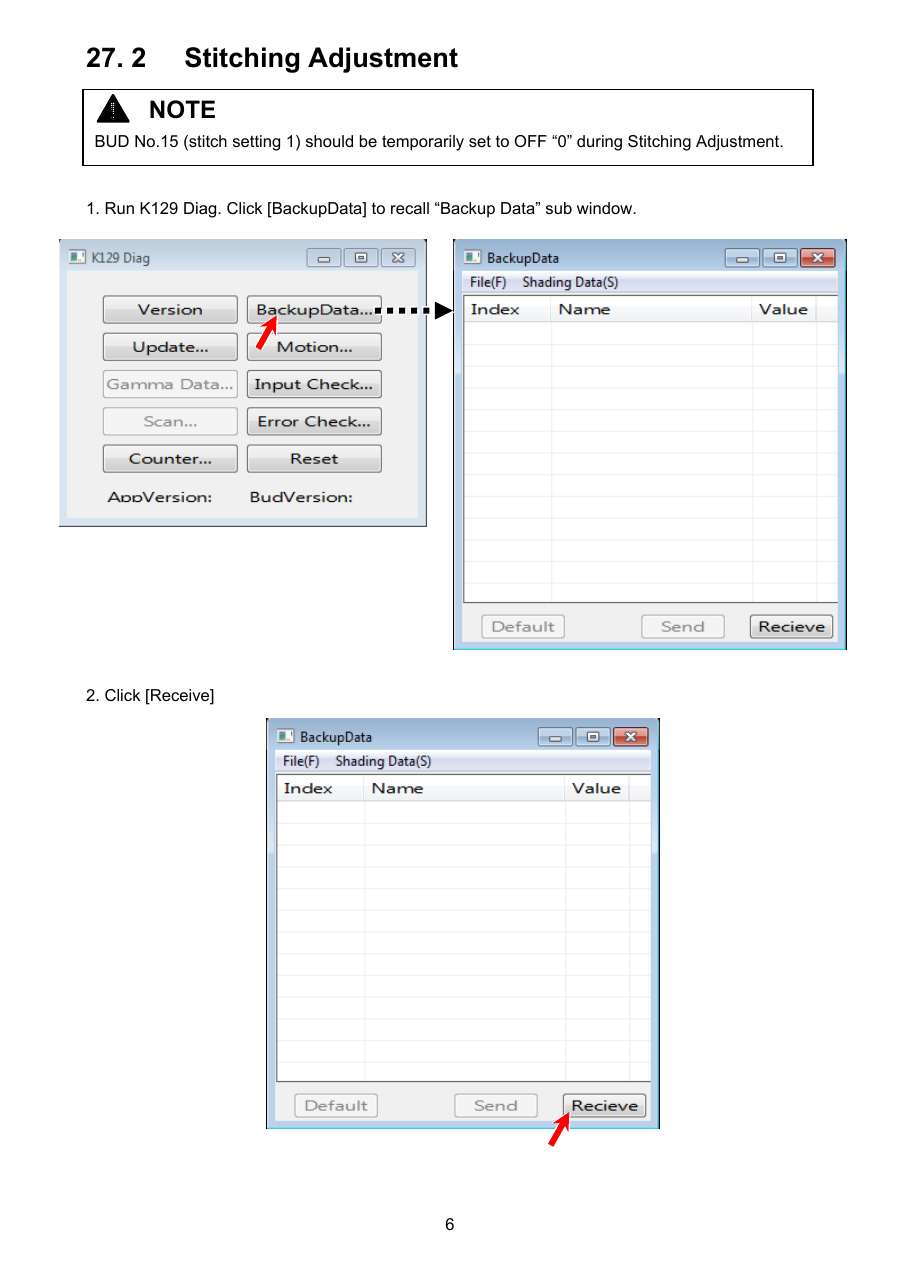 27. 2 Stitching Adjustment
NOTE
BUD No.15 (stitch setting 1) should be temporarily set to OFF “0” during Stitching Adjustment.
1. Run K129 Diag. Click [BackupData] to recall “Backup Data” sub window.
K129 Diag
Version BackupData...
Update... Motion...
Gamma Data... Input Check...
Scan... Error Check...
Counter... Reset
AppVersion: BudVersion:
BackupData
File(F) Shading Data(S)
Index Name Value
Default Send Recieve
2. Click [Receive]
BackupData
File(F) Shading Data(S)
Index Name Value
Default Send Recieve
6